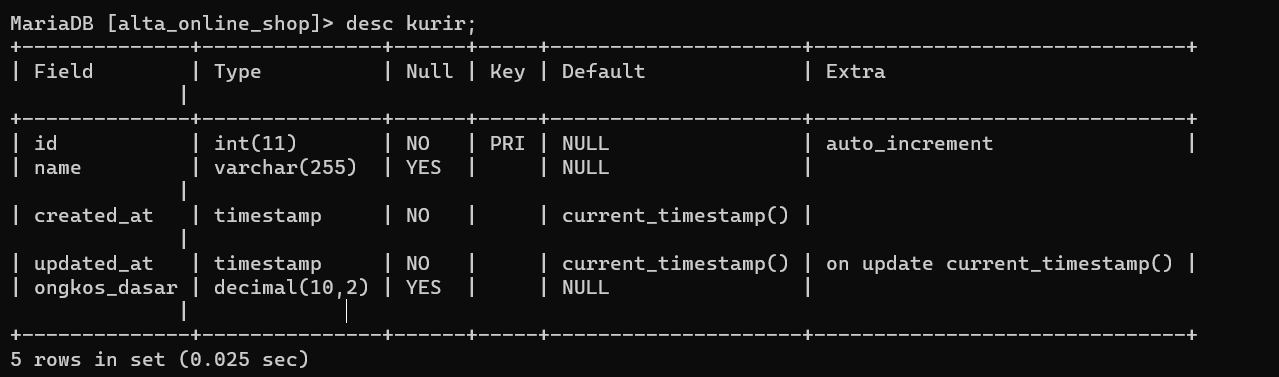 MariaDB [alta_online_shop]> desc kurir;
+--------------+---------------+------+-----+---------------------+-------------------------------+
| Field        | Type          | Null | Key | Default             | Extra
              |
+--------------+---------------+------+-----+---------------------+-------------------------------+
| id           | int(11)       | NO   | PRI | NULL                | auto_increment                |
| name         | varchar(255)  | YES  |     | NULL                |
              |
| created_at   | timestamp     | NO   |     | current_timestamp() |
              |
| updated_at   | timestamp     | NO   |     | current_timestamp() | on update current_timestamp() |
| ongkos_dasar | decimal(10,2) | YES  |     | NULL                |
              |
+--------------+---------------+------+-----+---------------------+-------------------------------+
5 rows in set (0.025 sec)